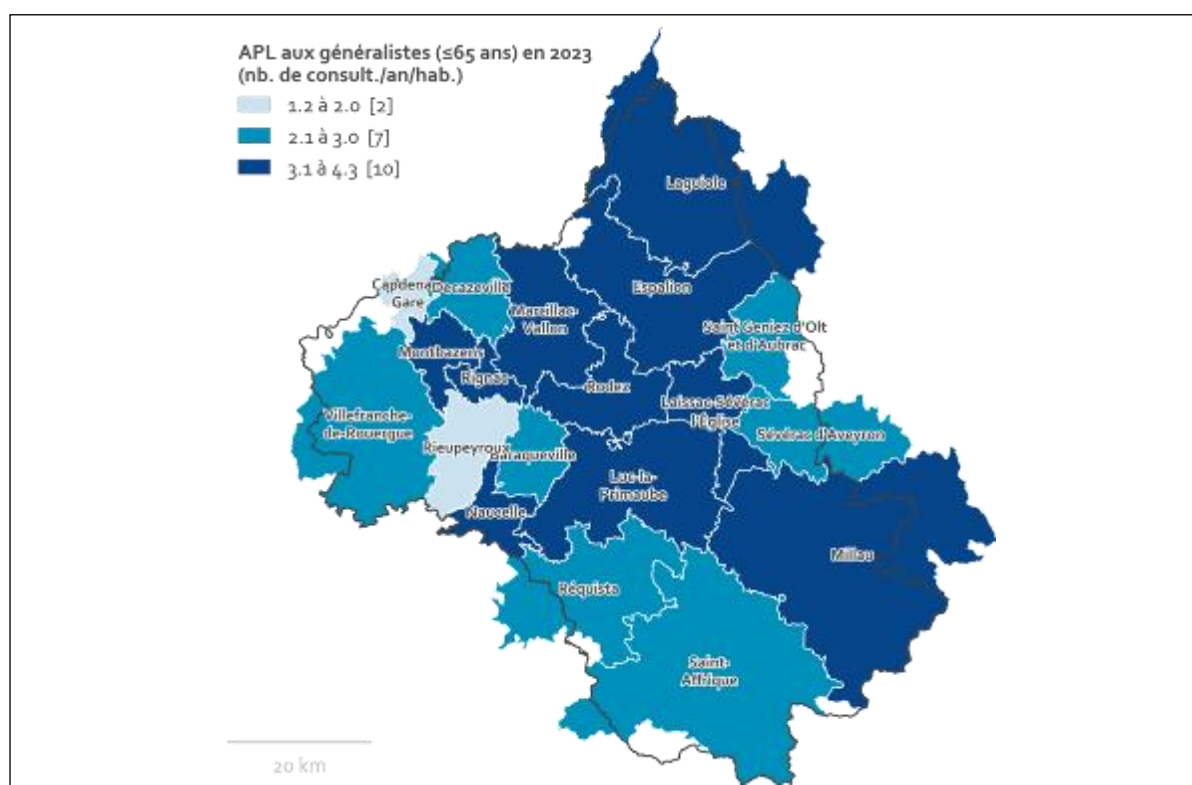 APL aux généralistes (≤65 ans) en 2023
(nb. de consult./an/hab.)
1.2 à 2.0 [2]
2.1 à 3.0 [7]
3.1 à 4.3 [10]
Laguiole
Capdenac
Gare
Decazeville
Espalion
Marcillac-
Vallon
Saint Geniez d'Olt
et d'Aubrac
Montbazens
Rignac
Rodez
Laissac-Sévérac
l'Église
Villefranche-
de-Rouergue
Rieupeyroux
Baraqueville
Sévérac d'Aveyron
Luc-la-
Primaube
Naucelle
Millau
Réquista
Saint-
Affrique
20 km